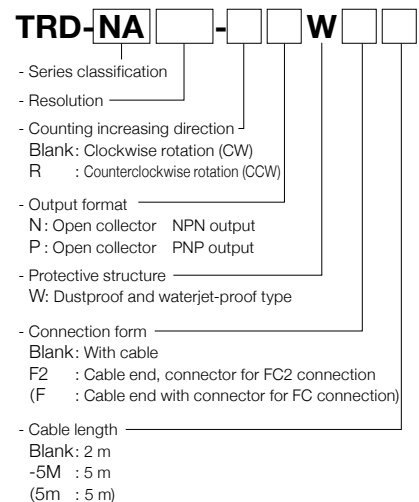 TRD-NA - W
- Series classification
- Resolution
- Counting increasing direction
Blank: Clockwise rotation (CW)
R : Counterclockwise rotation (CCW)
- Output format
N: Open collector NPN output
P: Open collector PNP output
- Protective structure
W: Dustproof and waterjet-proof type
- Connection form
Blank: With cable
F2 : Cable end, connector for FC2 connection
(F : Cable end with connector for FC connection)
- Cable length
Blank: 2 m
-5M : 5 m
(5m : 5 m)